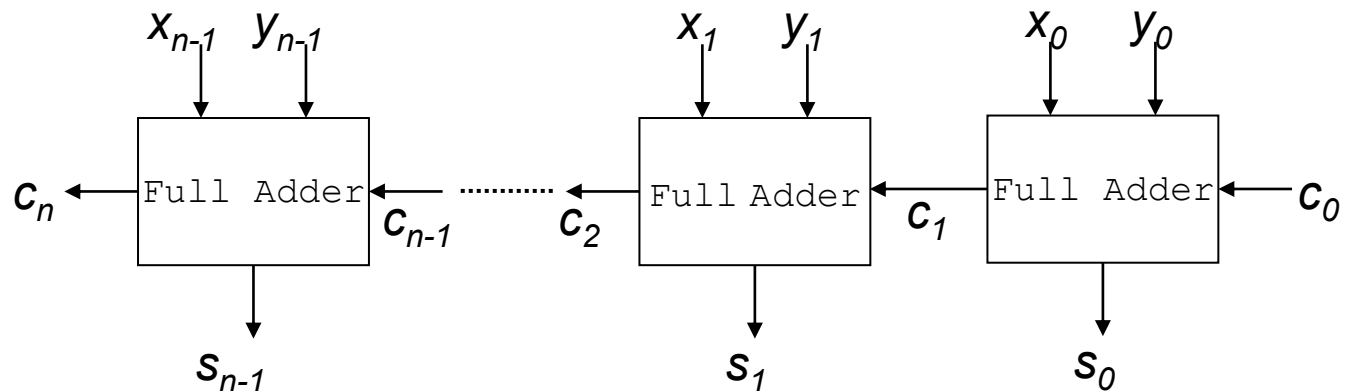 x_{n-1} y_{n-1} x_1 y_1 x_0 y_0
Full Adder Full Adder Full Adder
c_n c_{n-1} c_2 c_1 c_0
s_{n-1} s_1 s_0